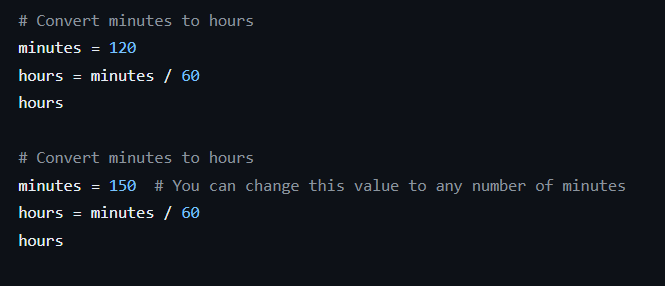 # Convert minutes to hours
minutes = 120
hours = minutes / 60
hours
# Convert minutes to hours
minutes = 150  # You can change this value to any number of minutes
hours = minutes / 60
hours